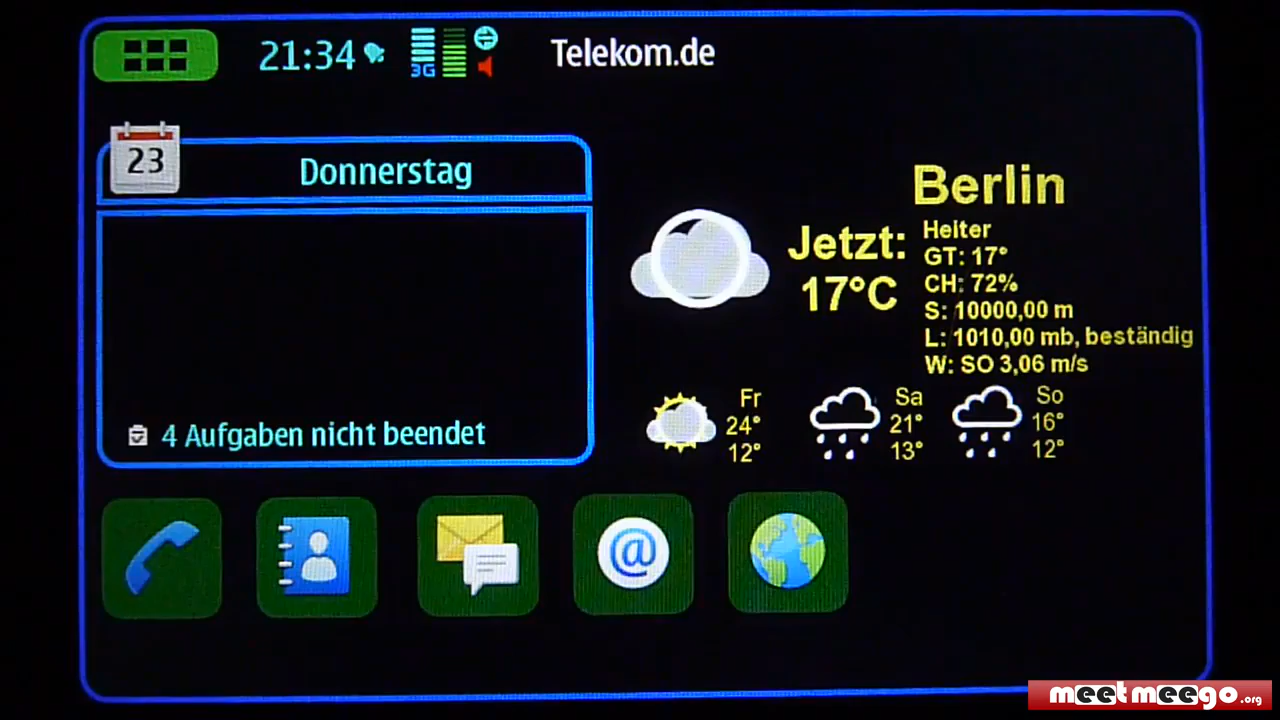 21:34
3G
Telekom.de
23
Donnerstag
4 Aufgaben nicht beendet
Berlin
Jetzt:
17°C
Heiter
GT: 17°
CH: 72%
S: 10000,00 m
L: 1010,00 mb, beständig
W: SO 3,06 m/s
Fr
24°
12°
Sa
21°
13°
So
16°
12°
@
meetmeego.org